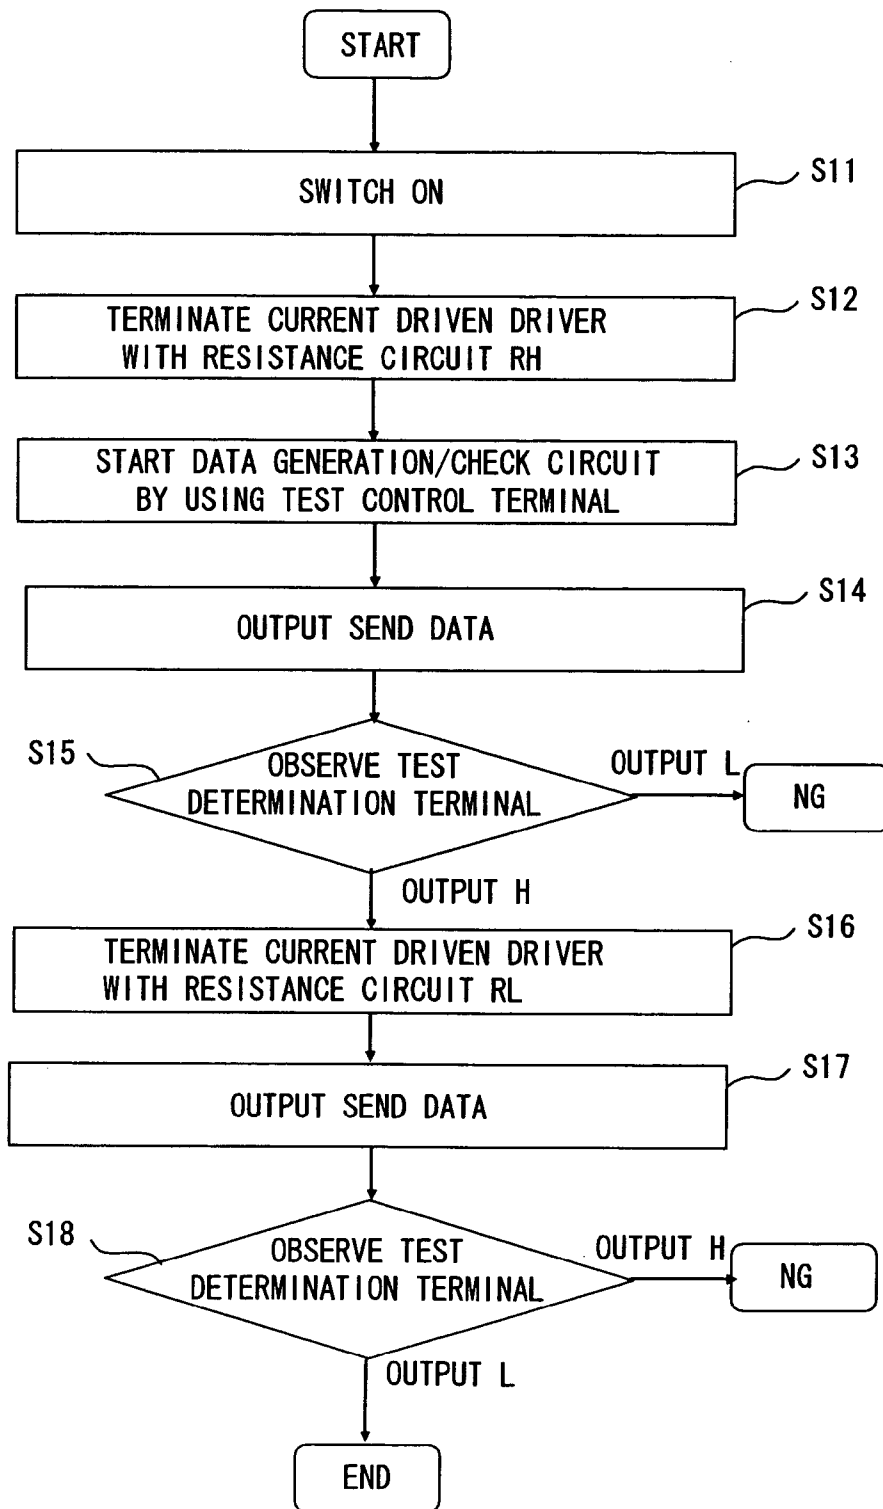 START
SWITCH ON
S11
TERMINATE CURRENT DRIVEN DRIVER
WITH RESISTANCE CIRCUIT RH
S12
START DATA GENERATION/CHECK CIRCUIT
BY USING TEST CONTROL TERMINAL
S13
OUTPUT SEND DATA
S14
S15
OBSERVE TEST
DETERMINATION TERMINAL
OUTPUT L
NG
OUTPUT H
TERMINATE CURRENT DRIVEN DRIVER
WITH RESISTANCE CIRCUIT RL
S16
OUTPUT SEND DATA
S17
S18
OBSERVE TEST
DETERMINATION TERMINAL
OUTPUT H
NG
OUTPUT L
END